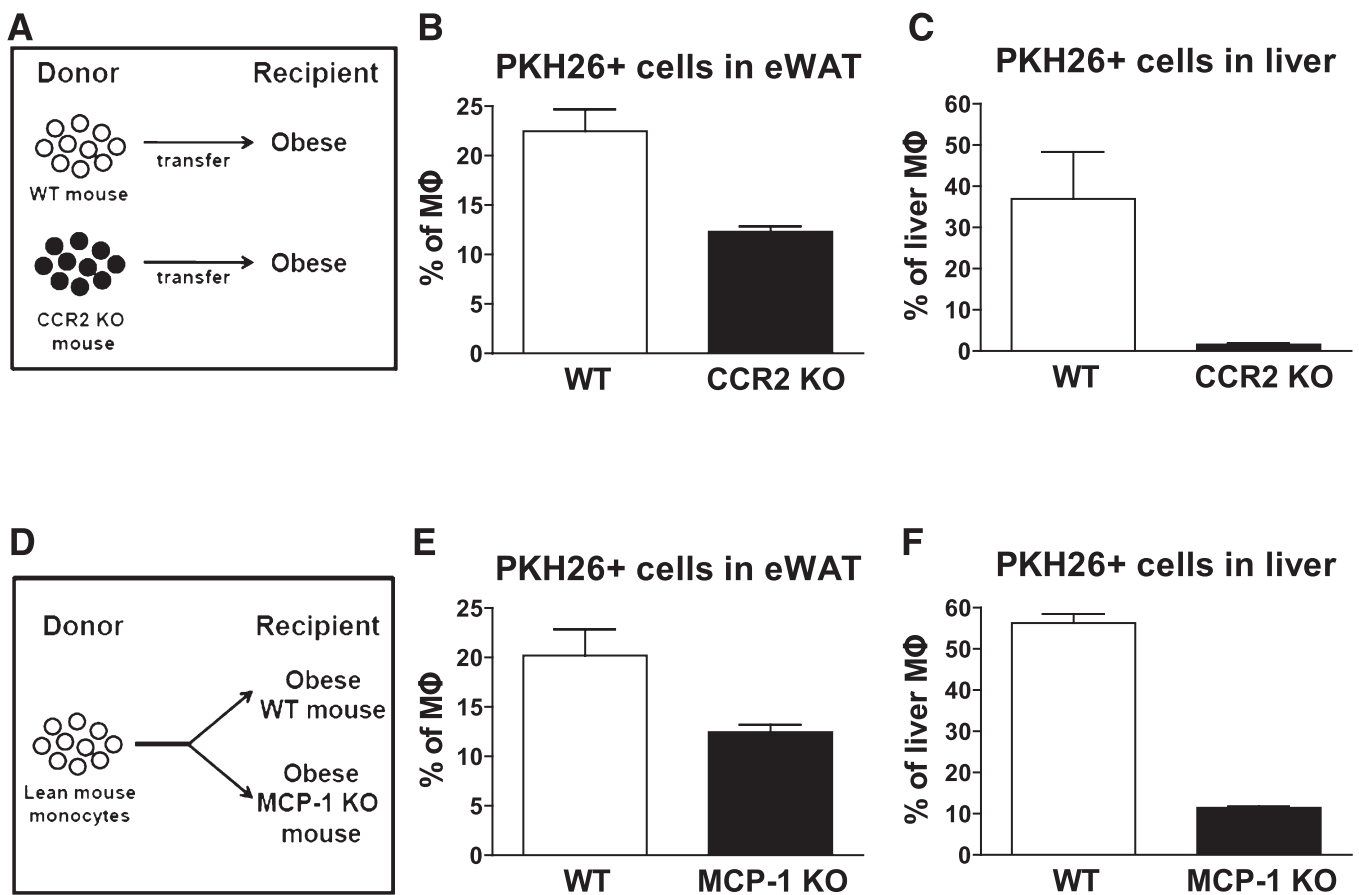 A
Donor Recipient
transfer
Obese
WT mouse
transfer
Obese
CCR2 KO
mouse
B
PKH26+ cells in eWAT
% of MΦ
25
20
15
10
5
0
WT CCR2 KO
C
PKH26+ cells in liver
% of liver MΦ
60
50
40
30
20
10
0
WT CCR2 KO
D
Donor Recipient
Obese
WT mouse
Lean mouse
monocytes
Obese
MCP-1 KO
mouse
E
PKH26+ cells in eWAT
% of MΦ
25
20
15
10
5
0
WT MCP-1 KO
F
PKH26+ cells in liver
% of liver MΦ
60
50
40
30
20
10
0
WT MCP-1 KO